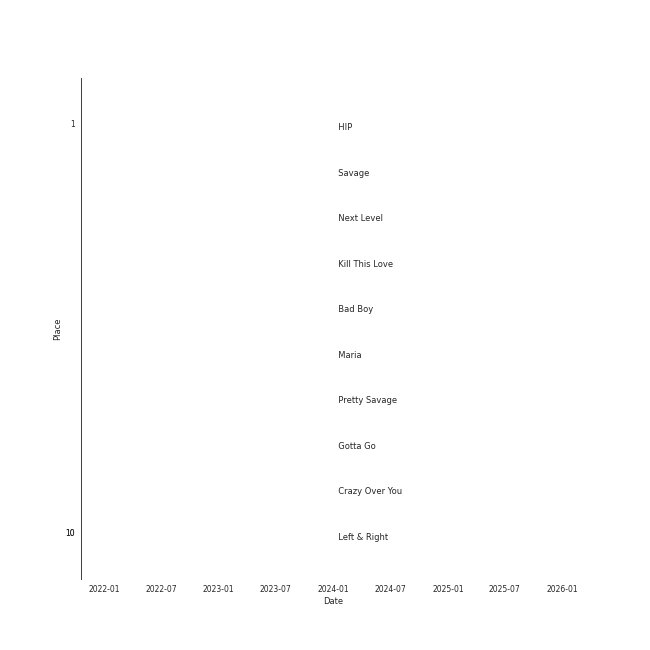 1
HIP
Savage
Next Level
Kill This Love
Bad Boy
Place
Maria
Pretty Savage
Gotta Go
Crazy Over You
10
Left & Right
2022-01 2022-07 2023-01 2023-07 2024-01 2024-07 2025-01 2025-07 2026-01
Date